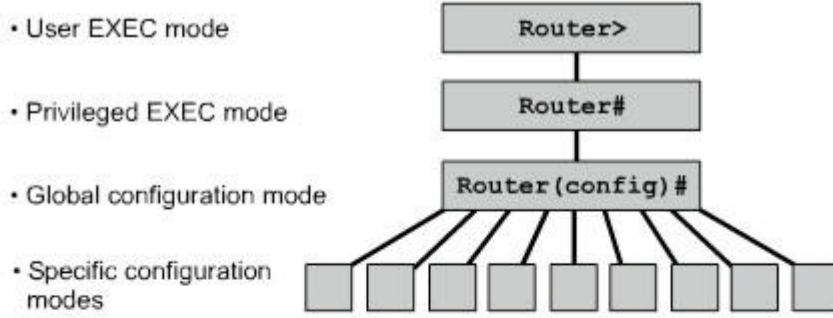 • User EXEC mode
Router>
• Privileged EXEC mode
Router#
• Global configuration mode
Router(config)#
• Specific configuration
modes